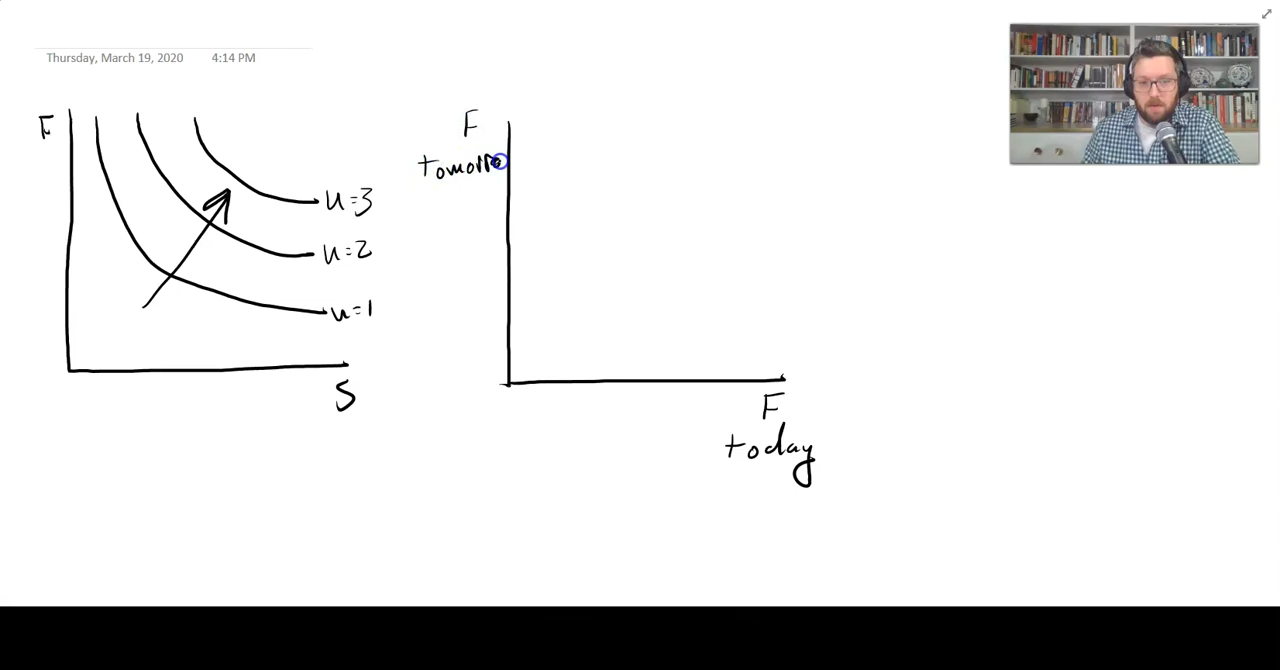 Thursday, March 19, 2020 4:14 PM
F
u=3
u=2
u=1
S
F
tomorro
F
today